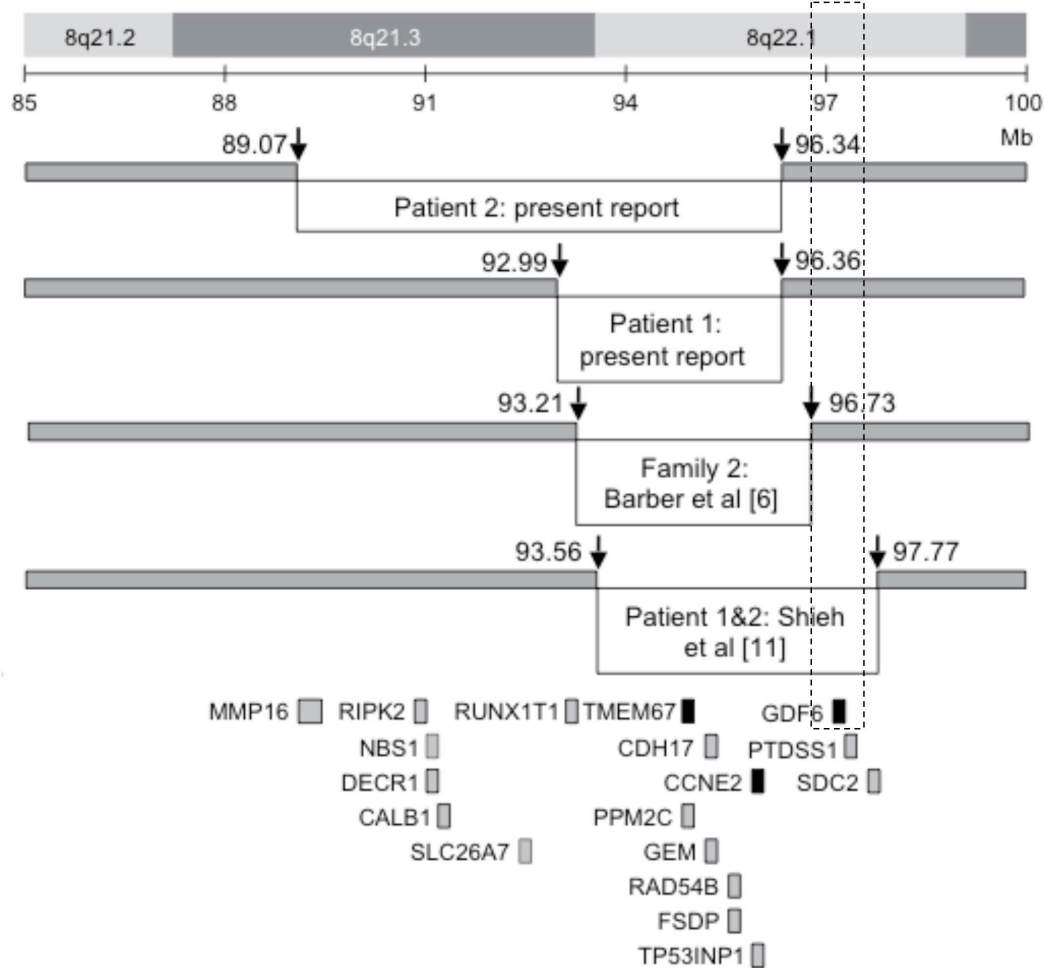 8q21.2 8q21.3 8q22.1
85 88 91 94 97 100
Mb
89.07 96.34
Patient 2: present report
92.99 96.36
Patient 1:
present report
93.21 96.73
Family 2:
Barber et al [6]
93.56 97.77
Patient 1&2: Shieh
et al [11]
MMP16 RIPK2 RUNX1T1 TMEM67 GDF6
NBS1 CDH17 PTDSS1
DECR1 CCNE2 SDC2
CALB1 PPM2C
SLC26A7 GEM
RAD54B
FSDP
TP53INP1